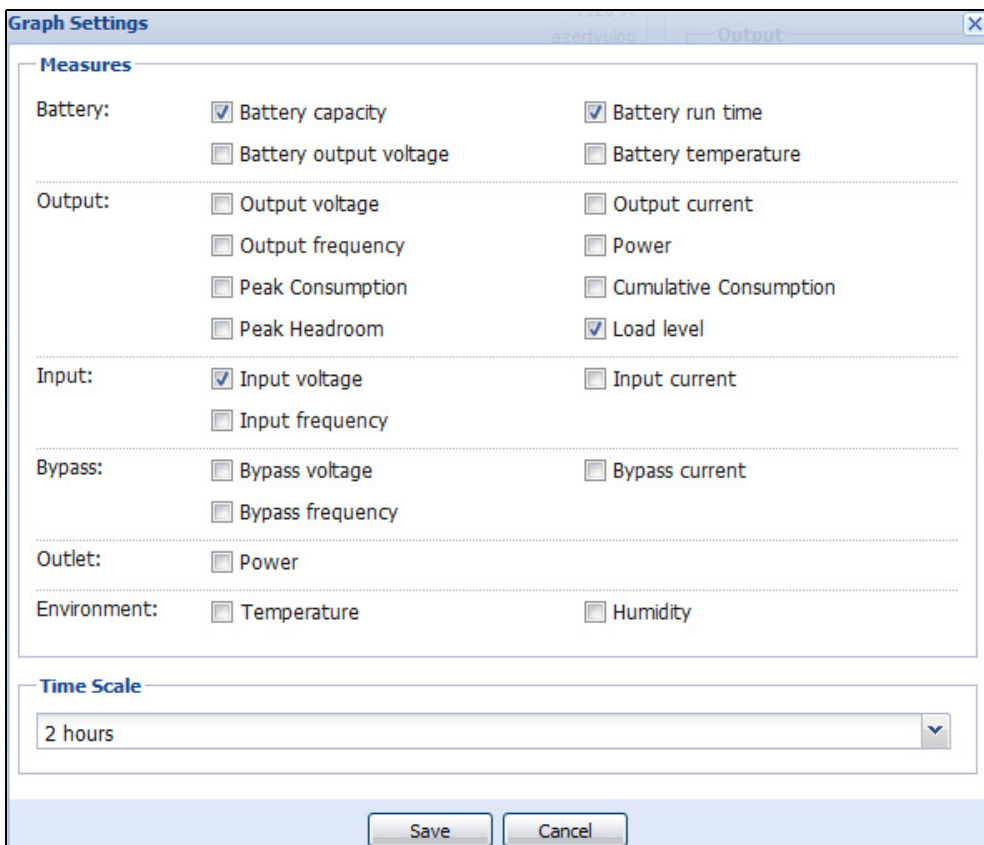 Graph Settings
Output
Measures
Battery: Battery capacity Battery run time
Battery output voltage Battery temperature
Output: Output voltage Output current
Output frequency Power
Peak Consumption Cumulative Consumption
Peak Headroom Load level
Input: Input voltage Input current
Input frequency
Bypass: Bypass voltage Bypass current
Bypass frequency
Outlet: Power
Environment: Temperature Humidity
Time Scale
2 hours
Save Cancel